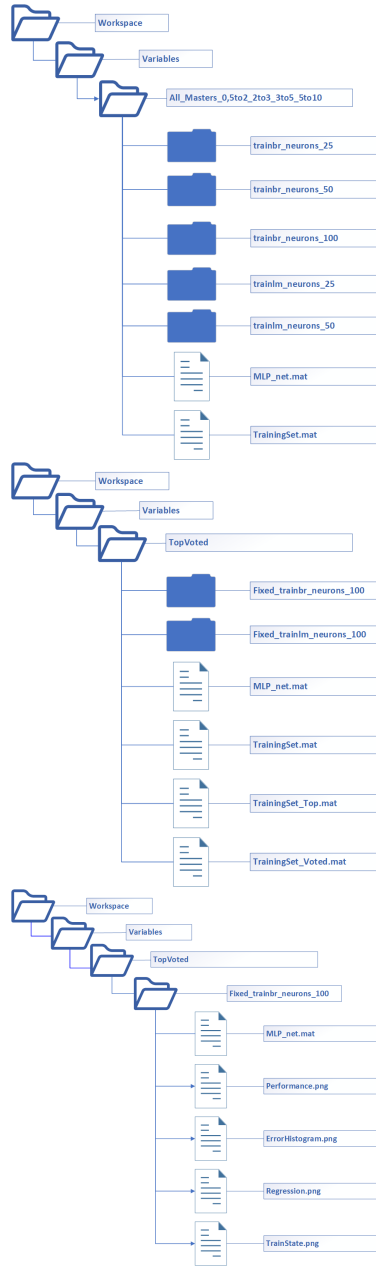 Workspace
Variables
All_Masters_0,5to2_2to3_3to5_5to10
trainbr_neurons_25
trainbr_neurons_50
trainbr_neurons_100
trainlm_neurons_25
trainlm_neurons_50
MLP_net.mat
TrainingSet.mat
Workspace
Variables
TopVoted
Fixed_trainbr_neurons_100
Fixed_trainlm_neurons_100
MLP_net.mat
TrainingSet.mat
TrainingSet_Top.mat
TrainingSet_Voted.mat
Workspace
Variables
TopVoted
Fixed_trainbr_neurons_100
MLP_net.mat
Performance.png
ErrorHistogram.png
Regression.png
TrainState.png